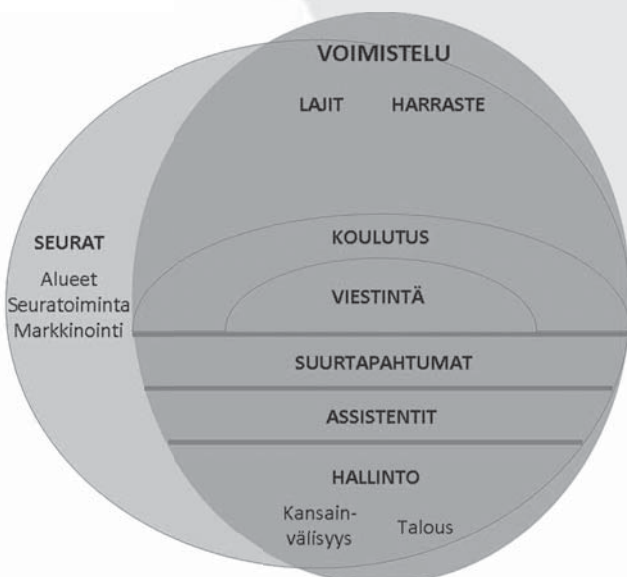 VOIMISTELU
LAJIT HARRASTE
KOULUTUS
SEURAT
Alueet
Seuratoiminta
Markkinointi
VIESTINTÄ
SUURTAPAHTUMAT
ASSISTENTIT
HALLINTO
Kansain-
välisyys
Talous